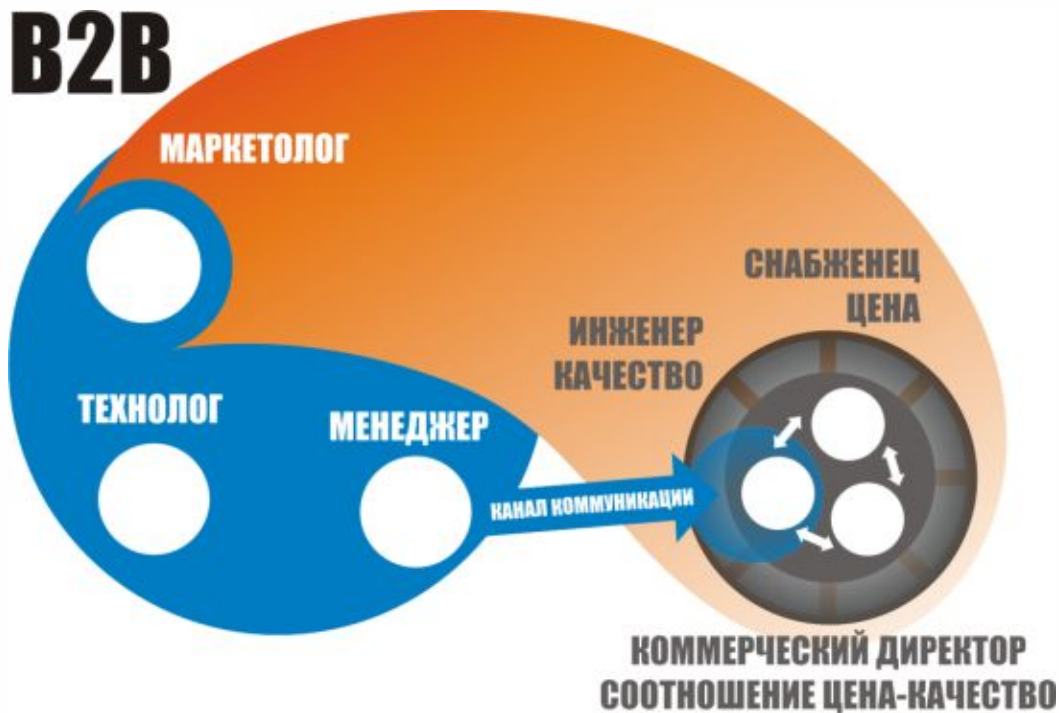 B2B
МАРКЕТОЛОГ
СНАБЖЕНЕЦ
ЦЕНА
ИНЖЕНЕР
КАЧЕСТВО
ТЕХНОЛОГ
МЕНЕДЖЕР
КАНАЛ КОММУНИКАЦИИ
КОММЕРЧЕСКИЙ ДИРЕКТОР
СООТНОШЕНИЕ ЦЕНА-КАЧЕСТВО